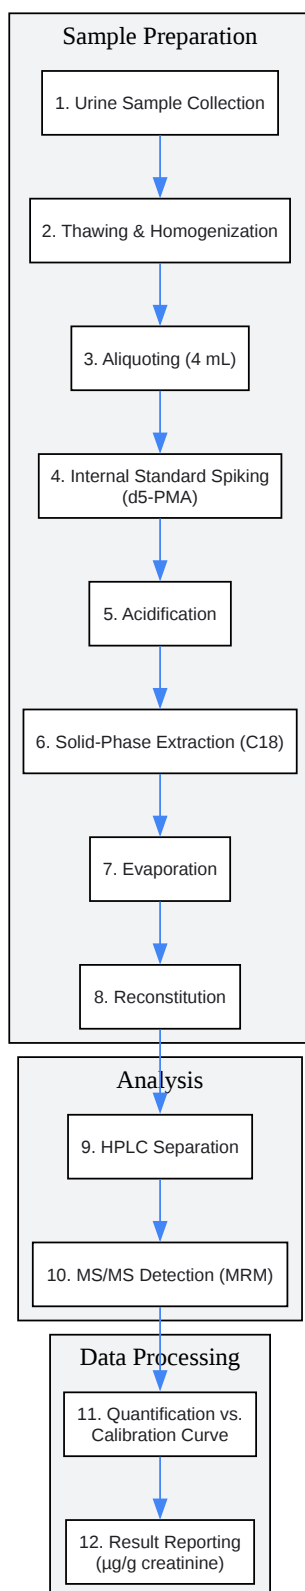 Sample Preparation
1. Urine Sample Collection
2. Thawing & Homogenization
3. Aliquoting (4 mL)
4. Internal Standard Spiking
(d5-PMA)
5. Acidification
6. Solid-Phase Extraction (C18)
7. Evaporation
8. Reconstitution
Analysis
9. HPLC Separation
10. MS/MS Detection (MRM)
Data Processing
11. Quantification vs.
Calibration Curve
12. Result Reporting
(µg/g creatinine)